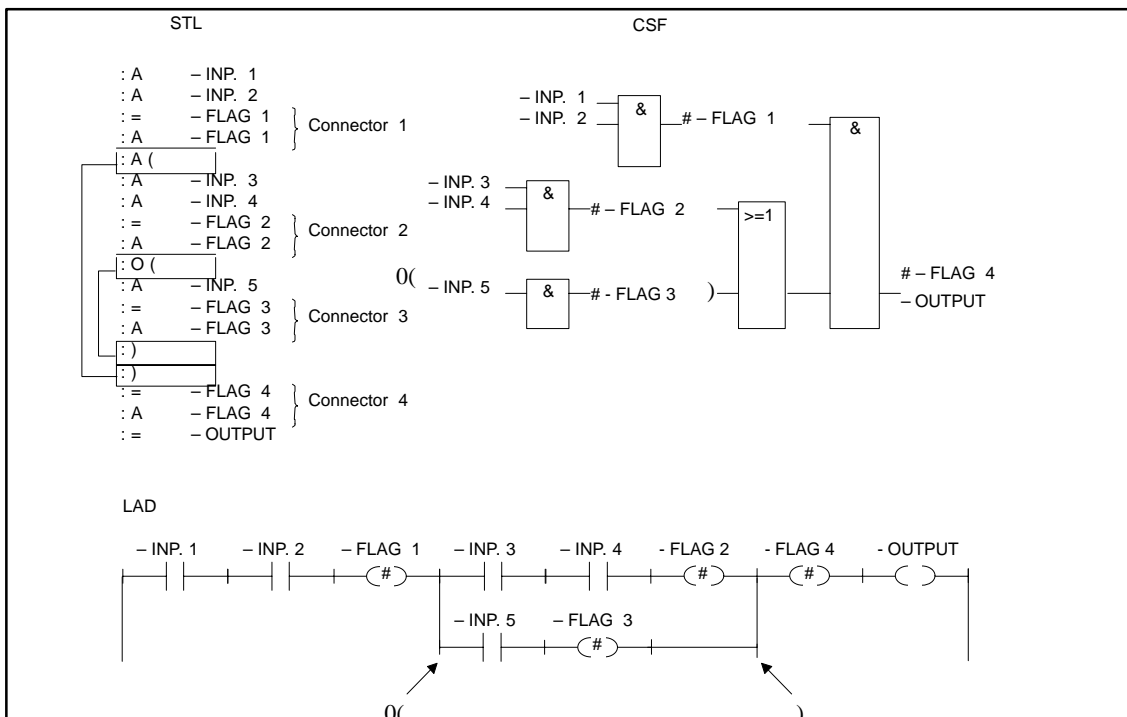 STL
: A – INP. 1
: A – INP. 2
: = – FLAG 1
: A – FLAG 1
Connector 1
: A (
: A – INP. 3
: A – INP. 4
: = – FLAG 2
: A – FLAG 2
Connector 2
: O (
: A – INP. 5
: = – FLAG 3
: A – FLAG 3
Connector 3
: )
: )
: = – FLAG 4
: A – FLAG 4
Connector 4
: = – OUTPUT
CSF
– INP. 1
– INP. 2
&
# – FLAG 1
&
– INP. 3
– INP. 4
&
# – FLAG 2
>=1
0(
– INP. 5
&
# - FLAG 3
)
# – FLAG 4
– OUTPUT
LAD
– INP. 1 – INP. 2 – FLAG 1 – INP. 3 – INP. 4 - FLAG 2 - FLAG 4 - OUTPUT
( # ) ( # ) ( # ) ( )
– INP. 5 – FLAG 3
( # )
0( )